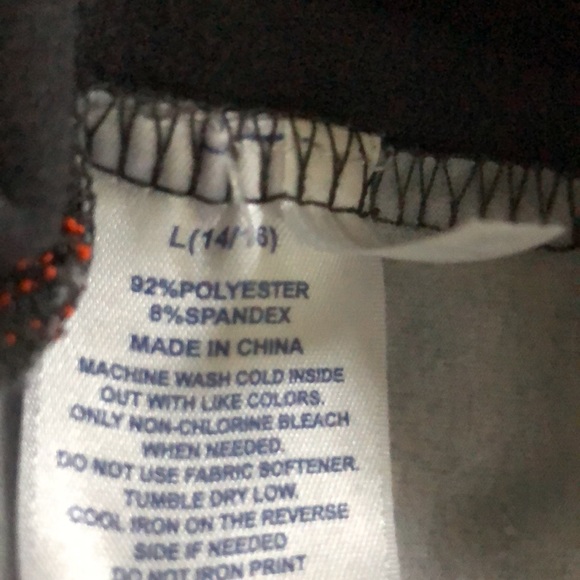 L(14/16)
92%POLYESTER
8%SPANDEX
MADE IN CHINA
MACHINE WASH COLD INSIDE
OUT WITH LIKE COLORS.
ONLY NON-CHLORINE BLEACH
WHEN NEEDED.
DO NOT USE FABRIC SOFTENER.
TUMBLE DRY LOW.
COOL IRON ON THE REVERSE
SIDE IF NEEDED
DO NOT IRON PRINT